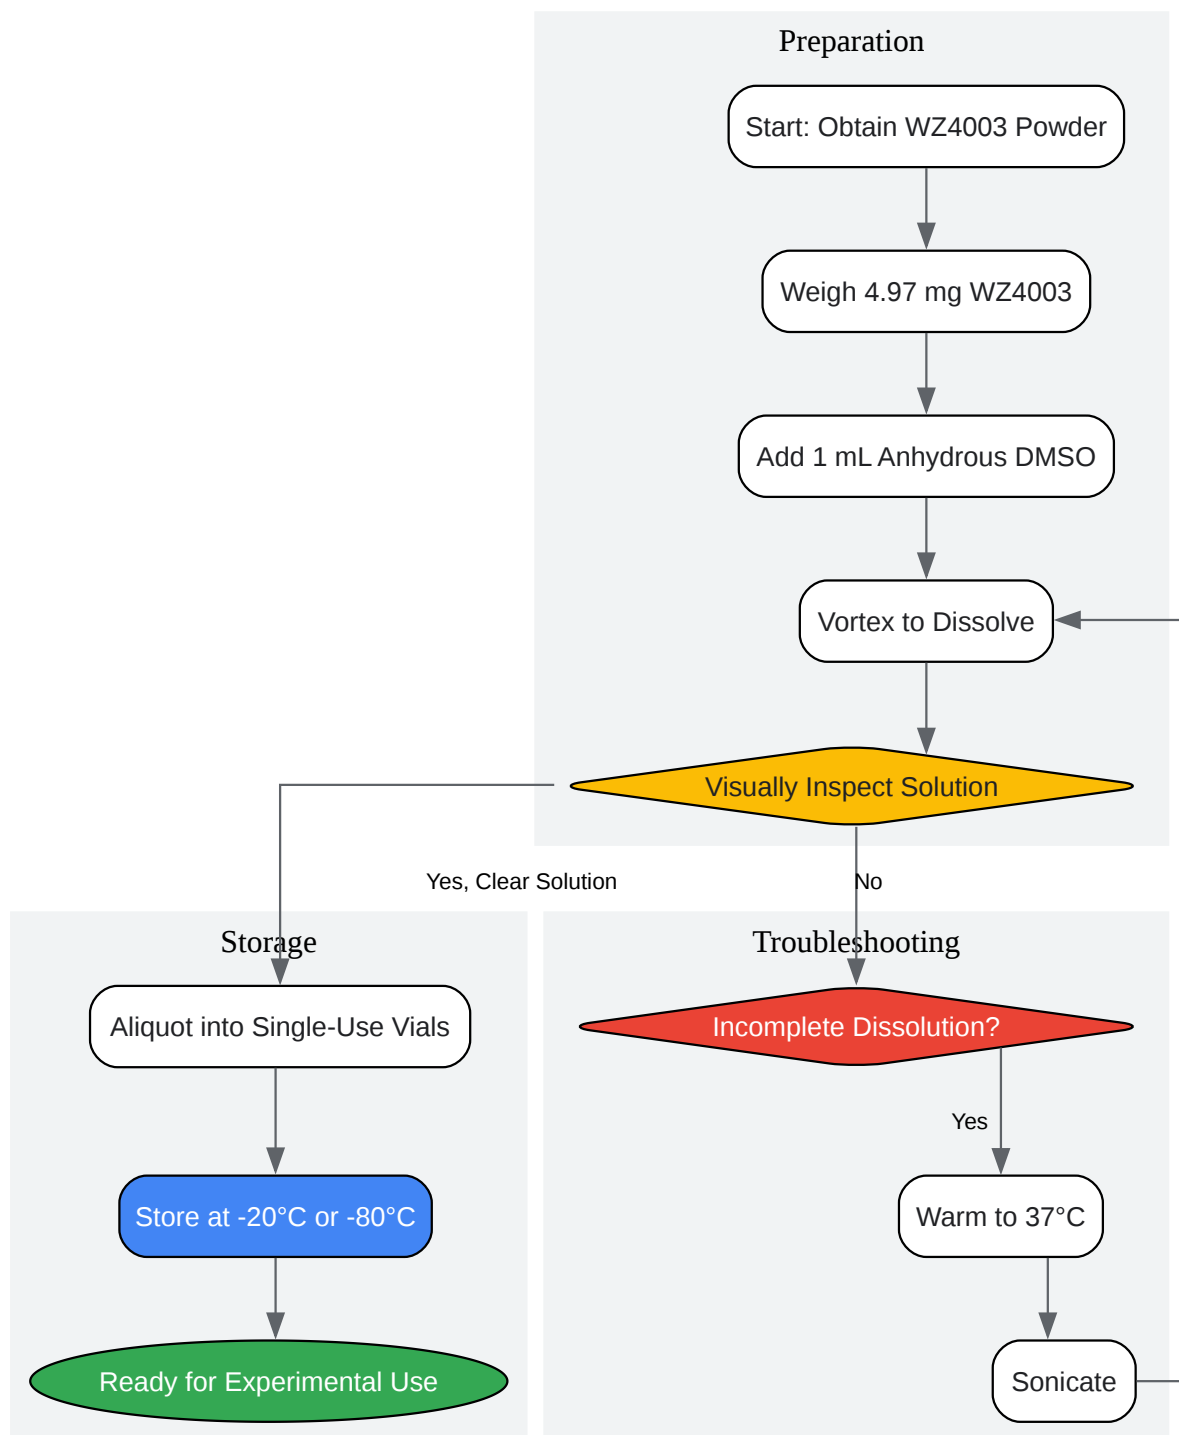 Preparation
Start: Obtain WZ4003 Powder
Weigh 4.97 mg WZ4003
Add 1 mL Anhydrous DMSO
Vortex to Dissolve
Visually Inspect Solution
Yes, Clear Solution
No
Storage
Aliquot into Single-Use Vials
Store at -20°C or -80°C
Ready for Experimental Use
Troubleshooting
Incomplete Dissolution?
Yes
Warm to 37°C
Sonicate